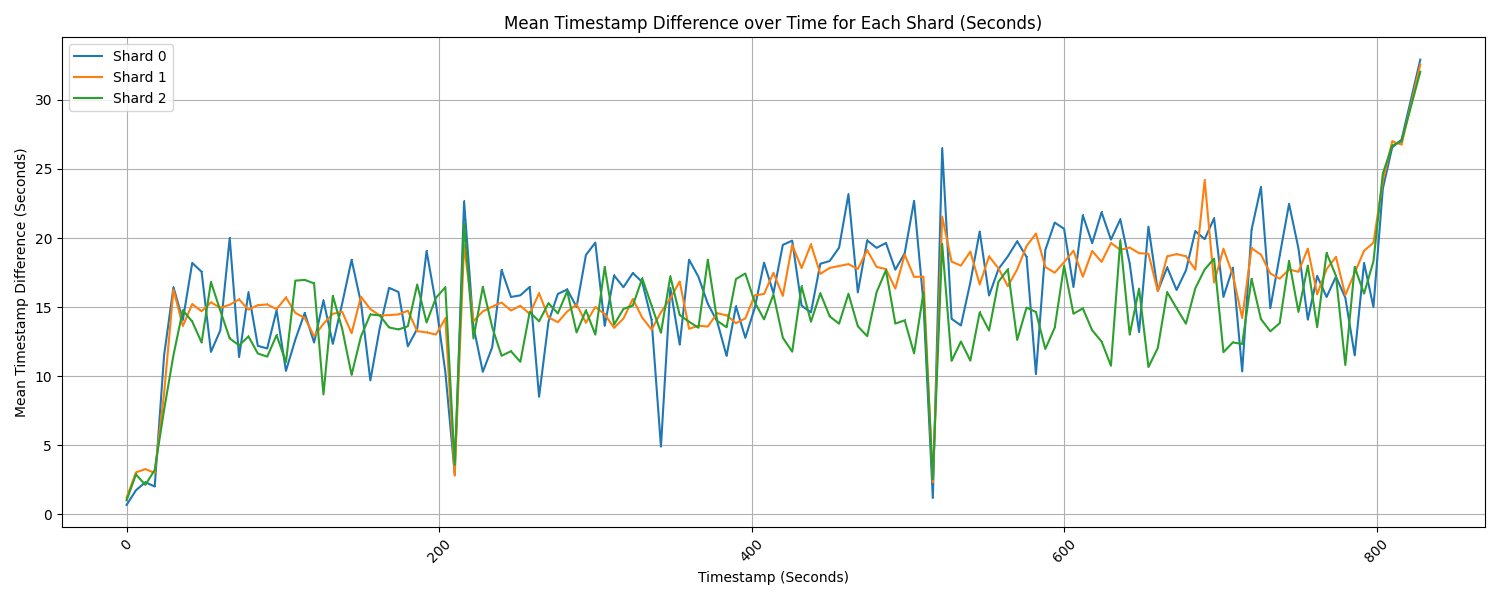 Mean Timestamp Difference over Time for Each Shard (Seconds)
Shard 0
Shard 1
Shard 2
Mean Timestamp Difference (Seconds)
30
25
20
15
10
5
0
0
200
400
600
800
Timestamp (Seconds)